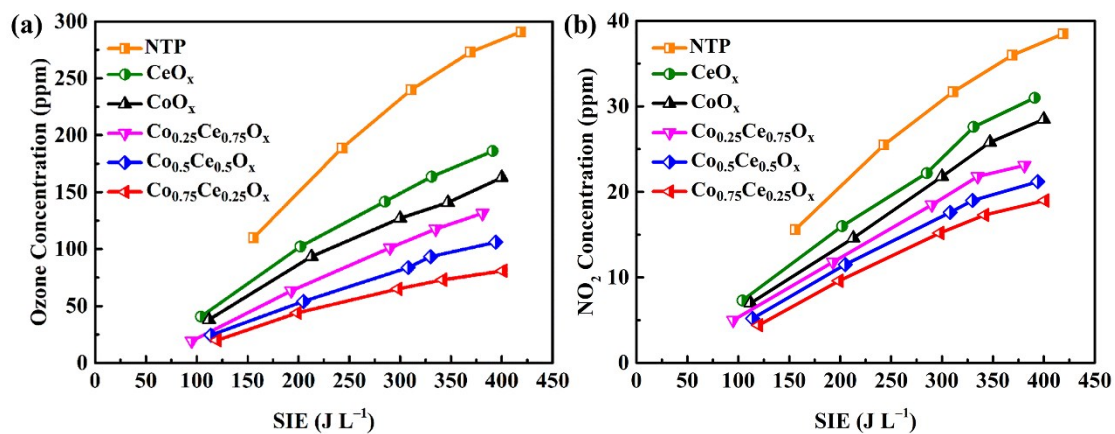 (a)
300
250
200
150
100
50
0
Ozone Concentration (ppm)
NTP
CeOₓ
CoOₓ
Co₀.₂₅Ce₀.₇₅Oₓ
Co₀.₅Ce₀.₅Oₓ
Co₀.₇₅Ce₀.₂₅Oₓ
0 50 100 150 200 250 300 350 400 450
SIE (J L⁻¹)
(b)
40
30
20
10
0
NO₂ Concentration (ppm)
NTP
CeOₓ
CoOₓ
Co₀.₂₅Ce₀.₇₅Oₓ
Co₀.₅Ce₀.₅Oₓ
Co₀.₇₅Ce₀.₂₅Oₓ
0 50 100 150 200 250 300 350 400 450
SIE (J L⁻¹)